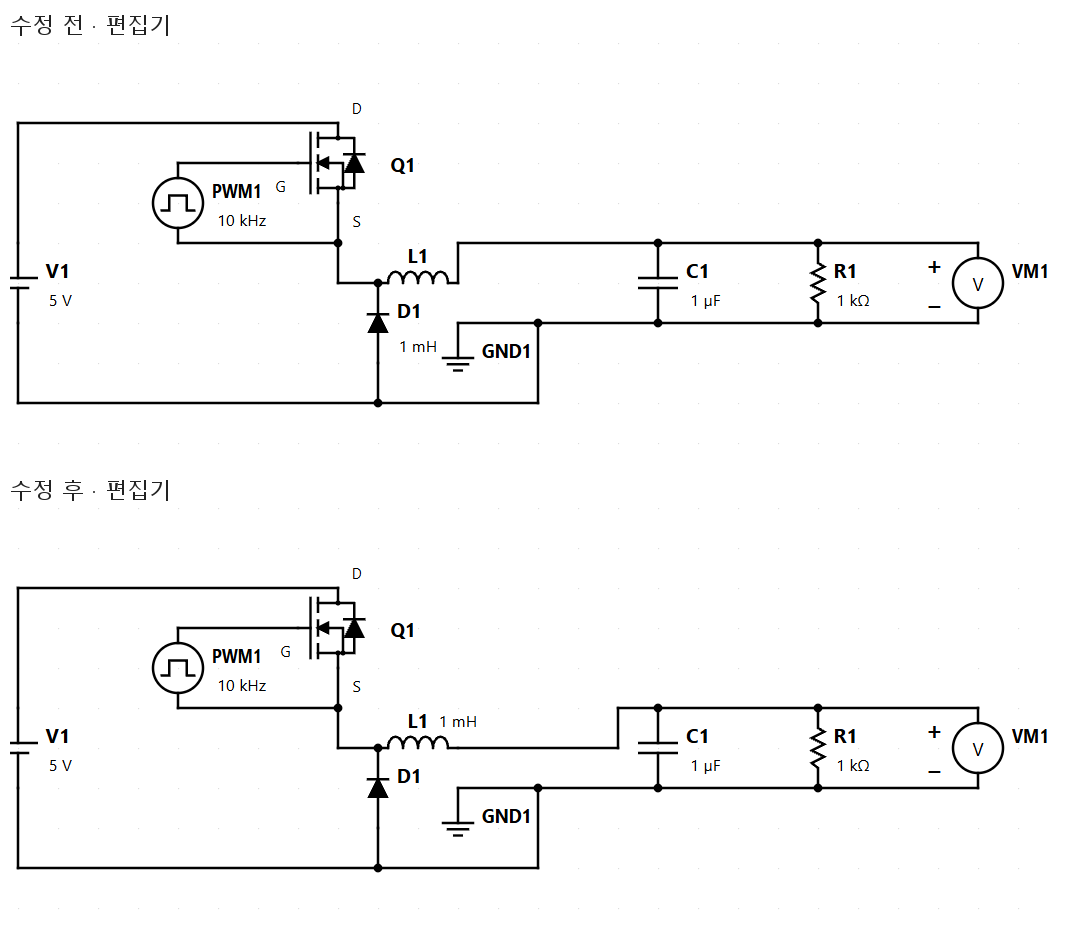 수정 전 · 편집기
D
Q1
PWM1
G
10 kHz
S
L1
V1
5 V
C1
1 µF
R1
1 kΩ
+
−
V
VM1
D1
1 mH
GND1
수정 후 · 편집기
D
Q1
PWM1
G
10 kHz
S
L1
1 mH
V1
5 V
C1
1 µF
R1
1 kΩ
+
−
V
VM1
D1
GND1